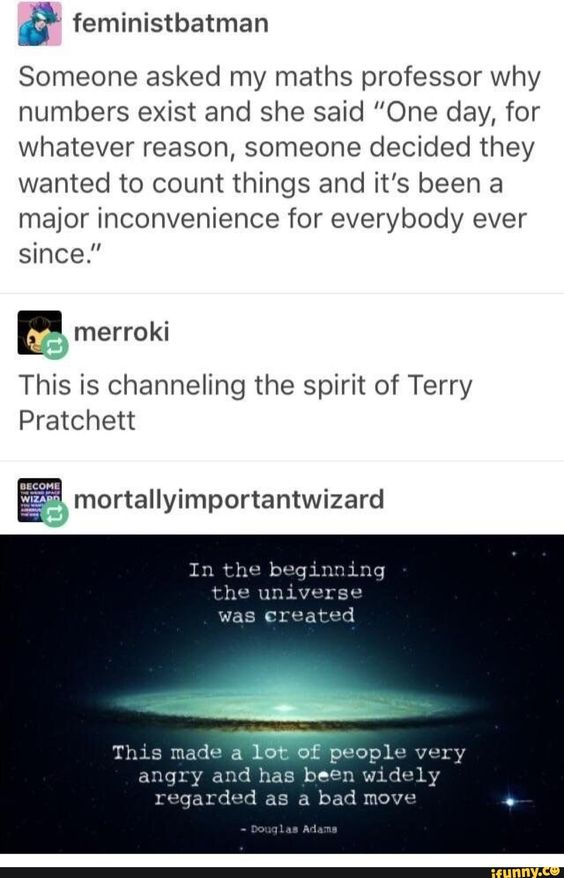 feministbatman
Someone asked my maths professor why
numbers exist and she said “One day, for
whatever reason, someone decided they
wanted to count things and it’s been a
major inconvenience for everybody ever
since.”
merroki
This is channeling the spirit of Terry
Pratchett
BECOME
WIZARD
mortallyimportantwizard
In the beginning
the universe
was created
This made a lot of people very
angry and has been widely
regarded as a bad move
- Douglas Adams
ifunny.co